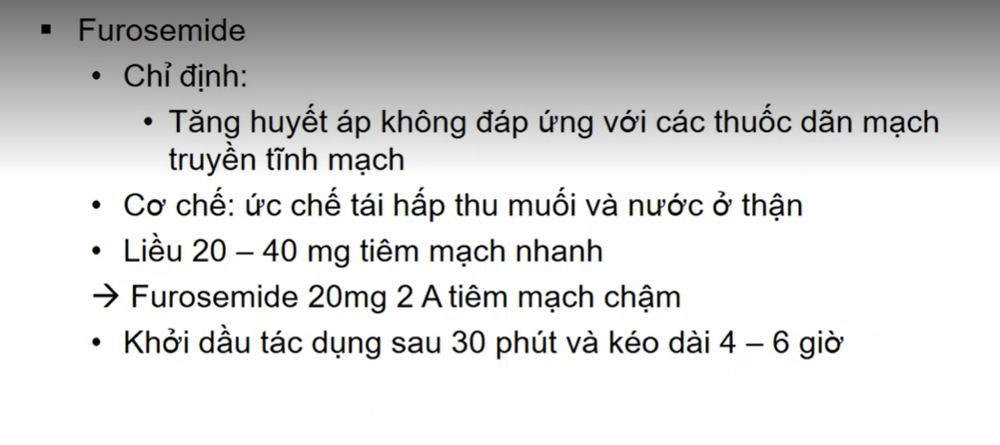 ▪ Furosemide
• Chỉ định:
• Tăng huyết áp không đáp ứng với các thuốc dãn mạch
truyền tĩnh mạch
• Cơ chế: ức chế tái hấp thu muối và nước ở thận
• Liều 20 – 40 mg tiêm mạch nhanh
→ Furosemide 20mg 2 A tiêm mạch chậm
• Khởi dầu tác dụng sau 30 phút và kéo dài 4 – 6 giờ